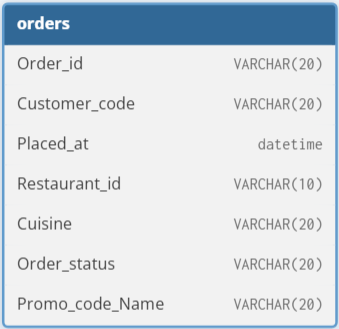 orders
Order_id VARCHAR(20)
Customer_code VARCHAR(20)
Placed_at datetime
Restaurant_id VARCHAR(10)
Cuisine VARCHAR(20)
Order_status VARCHAR(20)
Promo_code_Name VARCHAR(20)